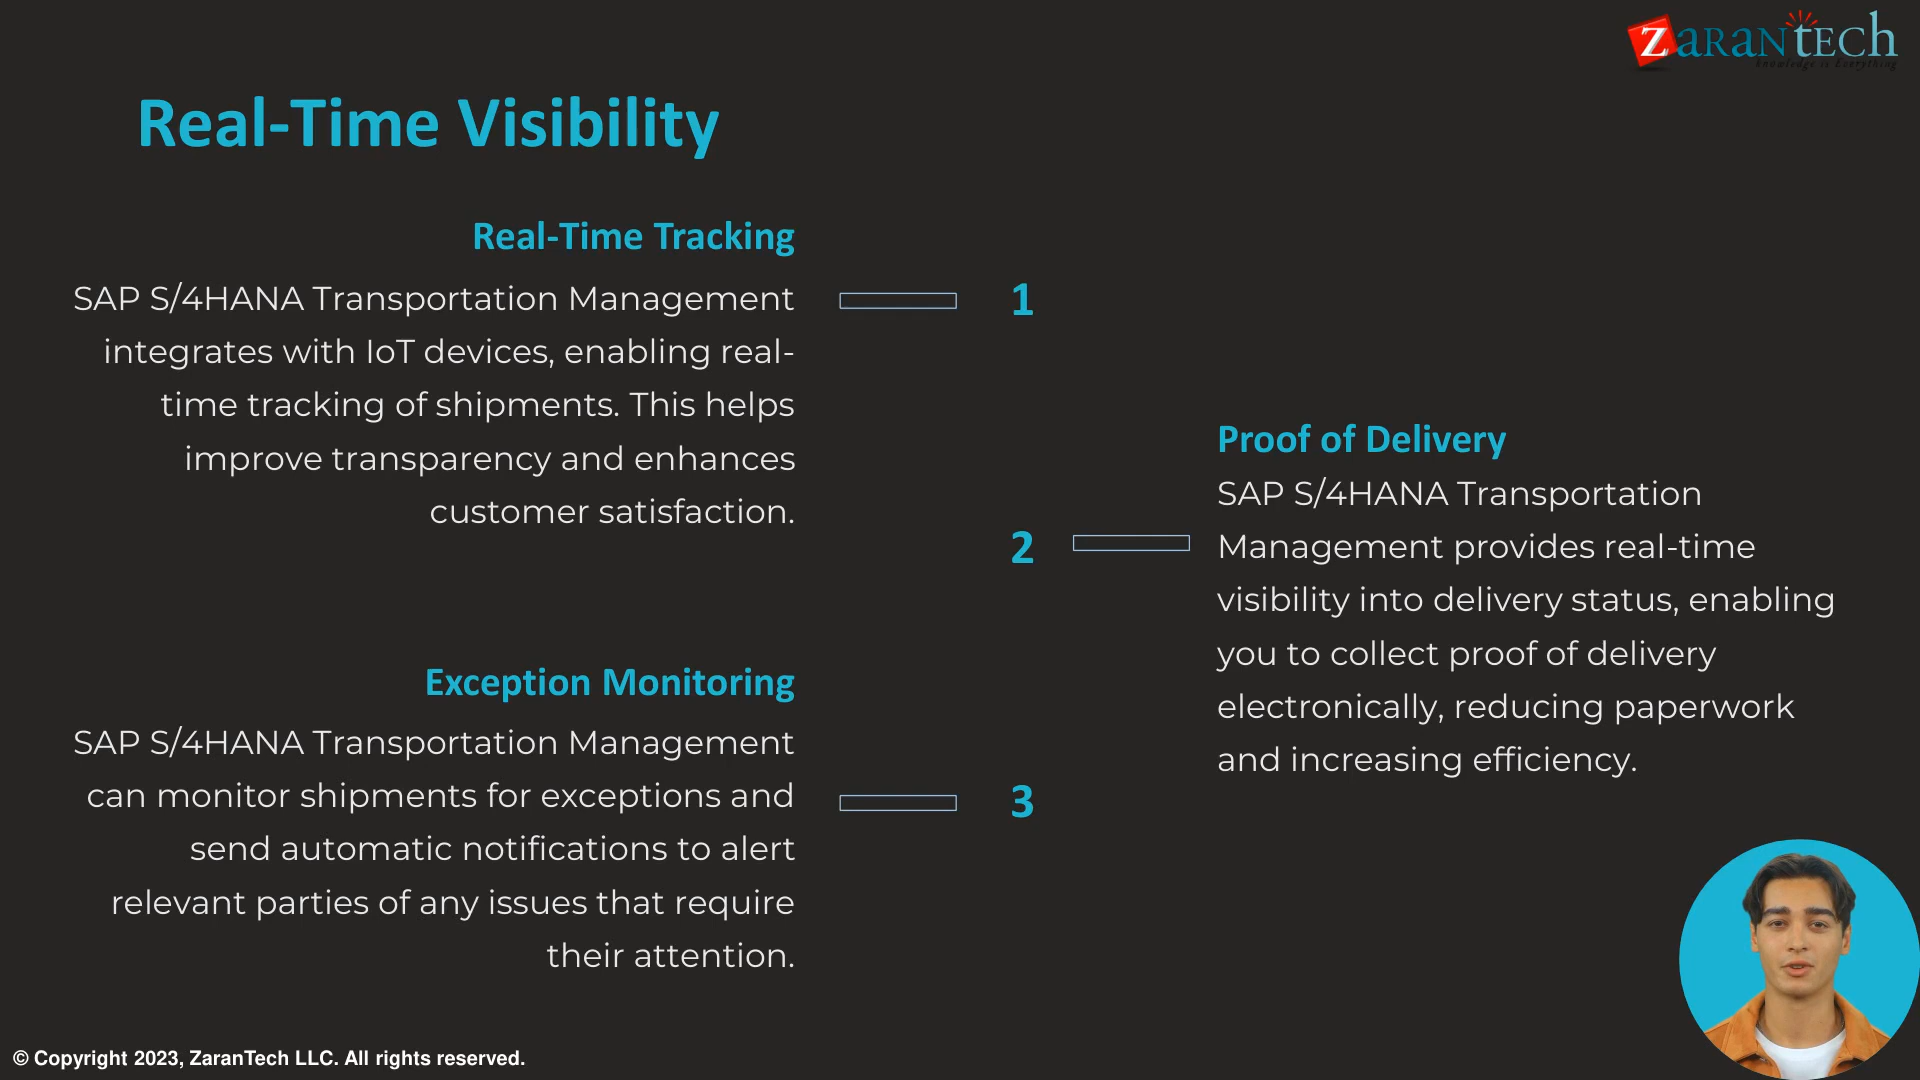 ZaranTech
knowledge is Everything
Real-Time Visibility
Real-Time Tracking
SAP S/4HANA Transportation Management
integrates with IoT devices, enabling real-
time tracking of shipments. This helps
improve transparency and enhances
customer satisfaction.
1
Proof of Delivery
SAP S/4HANA Transportation
Management provides real-time
visibility into delivery status, enabling
you to collect proof of delivery
electronically, reducing paperwork
and increasing efficiency.
2
Exception Monitoring
SAP S/4HANA Transportation Management
can monitor shipments for exceptions and
send automatic notifications to alert
relevant parties of any issues that require
their attention.
3
© Copyright 2023, ZaranTech LLC. All rights reserved.